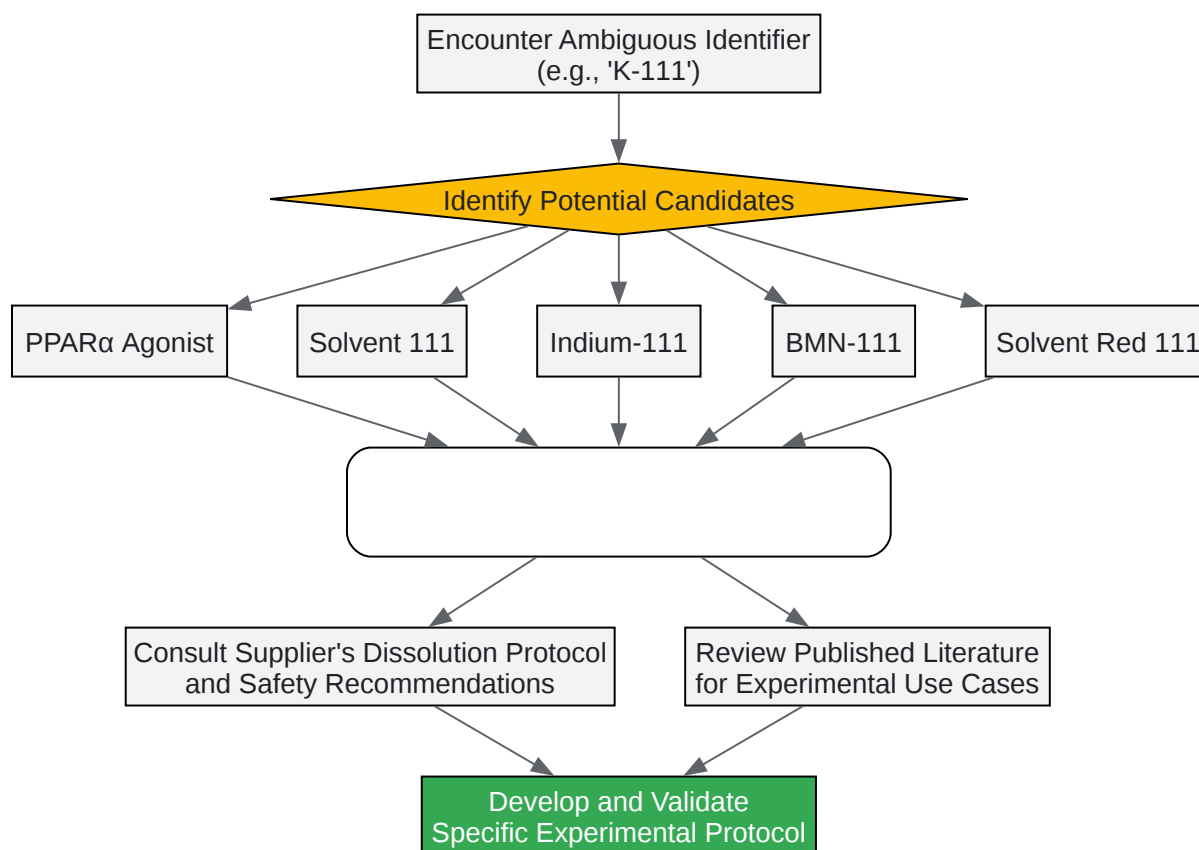 Encounter Ambiguous Identifier
(e.g., 'K-111')
Identify Potential Candidates
PPARα Agonist
Solvent 111
Indium-111
BMN-111
Solvent Red 111
Consult Supplier's Dissolution Protocol
and Safety Recommendations
Review Published Literature
for Experimental Use Cases
Develop and Validate
Specific Experimental Protocol